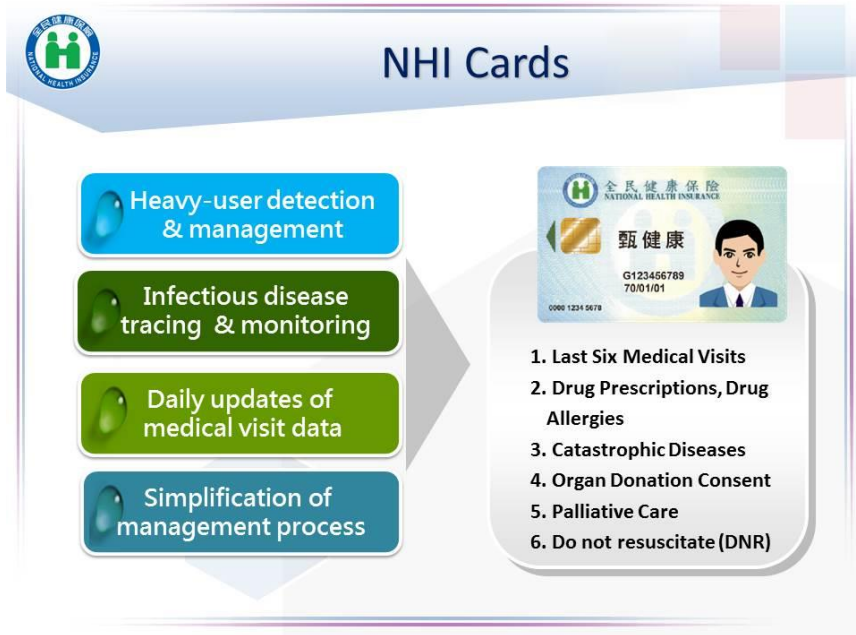 全民健康保險
NATIONAL HEALTH INSURANCE
NHI Cards
Heavy-user detection
& management
Infectious disease
tracing & monitoring
Daily updates of
medical visit data
Simplification of
management process
全民健康保險
NATIONAL HEALTH INSURANCE
甄健康
G123456789
70/01/01
0000 1234 5678
1. Last Six Medical Visits
2. Drug Prescriptions, Drug
Allergies
3. Catastrophic Diseases
4. Organ Donation Consent
5. Palliative Care
6. Do not resuscitate (DNR)